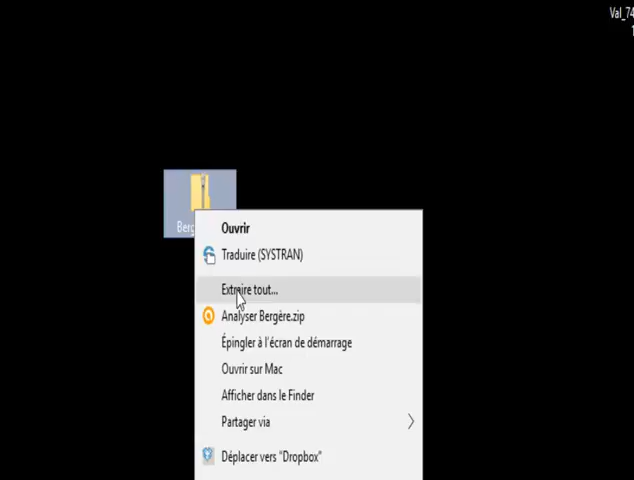 Val_74
Berg
Ouvrir
Traduire (SYSTRAN)
Extraire tout...
Analyser Bergère.zip
Épingler à l'écran de démarrage
Ouvrir sur Mac
Afficher dans le Finder
Partager via
Déplacer vers "Dropbox"